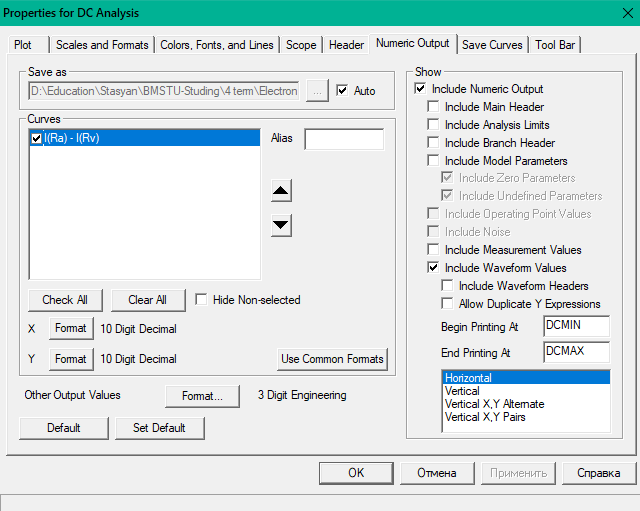 Properties for DC Analysis
Plot Scales and Formats Colors, Fonts, and Lines Scope Header Numeric Output Save Curves Tool Bar
Save as
D:\Education\Stasyan\BMSTU-Studing\4 term\Electron ... Auto
Curves
I(Ra) - I(Rv)
Alias
Check All Clear All Hide Non-selected
X Format 10 Digit Decimal
Y Format 10 Digit Decimal Use Common Formats
Other Output Values Format... 3 Digit Engineering
Default Set Default
Show
Include Numeric Output
Include Main Header
Include Analysis Limits
Include Branch Header
Include Model Parameters
Include Zero Parameters
Include Undefined Parameters
Include Operating Point Values
Include Noise
Include Measurement Values
Include Waveform Values
Include Waveform Headers
Allow Duplicate Y Expressions
Begin Printing At DCMIN
End Printing At DCMAX
Horizontal
Vertical
Vertical X,Y Alternate
Vertical X,Y Pairs
OK Отмена Применить Справка